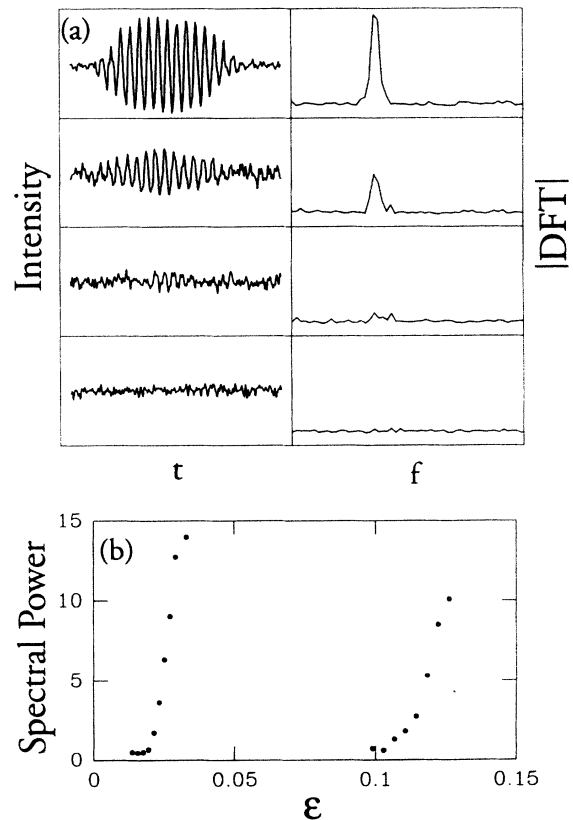 (a)
Intensity
|DFT|
t
f
(b)
Spectral Power
15
10
5
0
0
0.05
0.1
0.15
ε